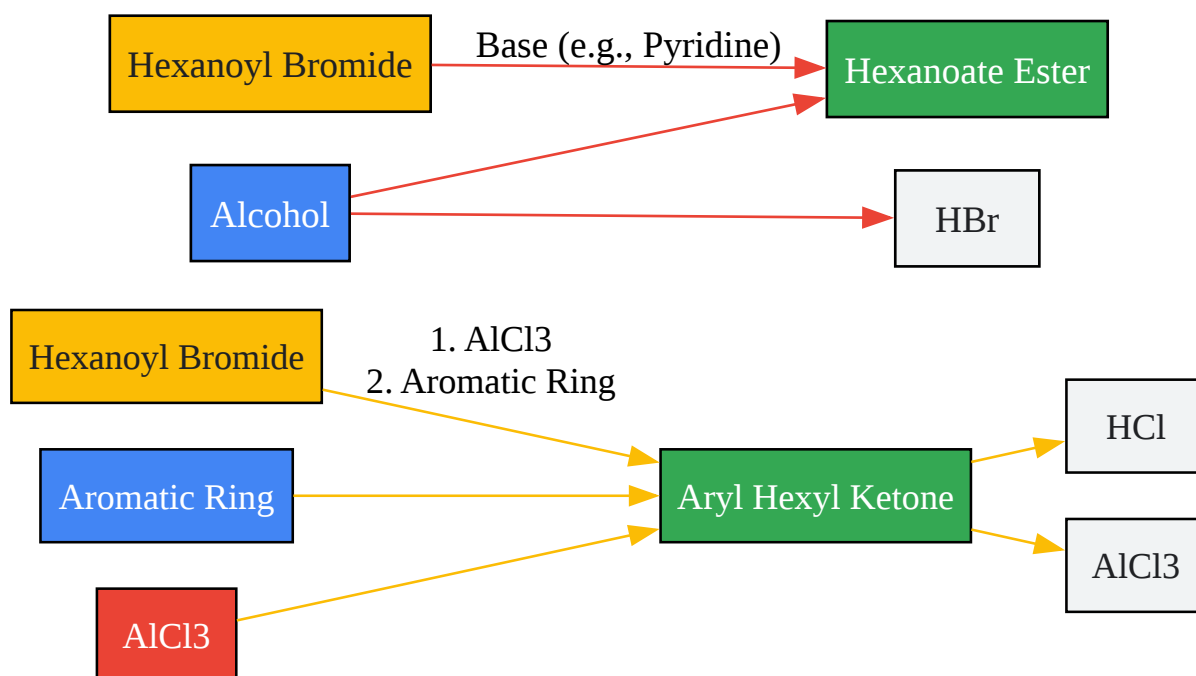 Hexanoyl Bromide
Base (e.g., Pyridine)
Hexanoate Ester
Alcohol
HBr
Hexanoyl Bromide
1. AlCl3
2. Aromatic Ring
Aromatic Ring
Aryl Hexyl Ketone
HCl
AlCl3
AlCl3